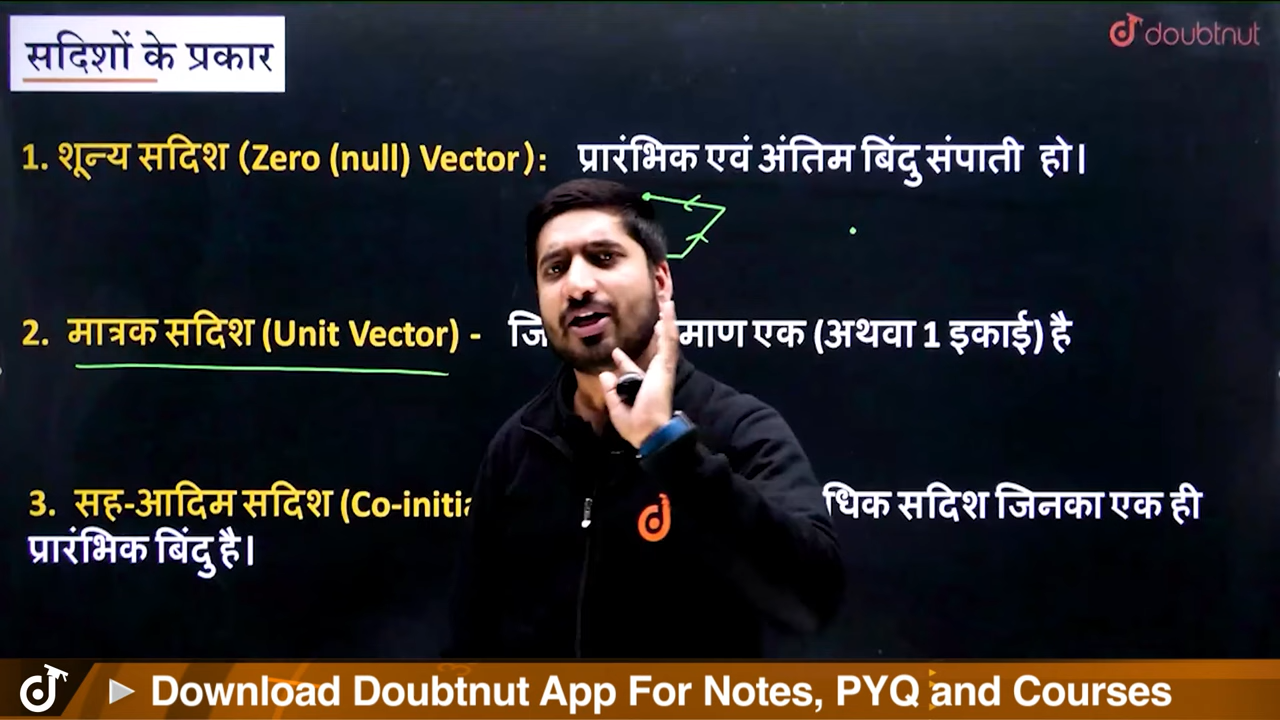 सदिशों के प्रकार
doubtnut
1. शून्य सदिश (Zero (null) Vector): प्रारंभिक एवं अंतिम बिंदु संपाती हो।
2. मात्रक सदिश (Unit Vector) - माण एक (अथवा 1 इकाई) है
3. सह-आदिम सदिश (Co-initia धिक सदिश जिनका एक ही
प्रारंभिक बिंदु है।
Download Doubtnut App For Notes, PYQ and Courses